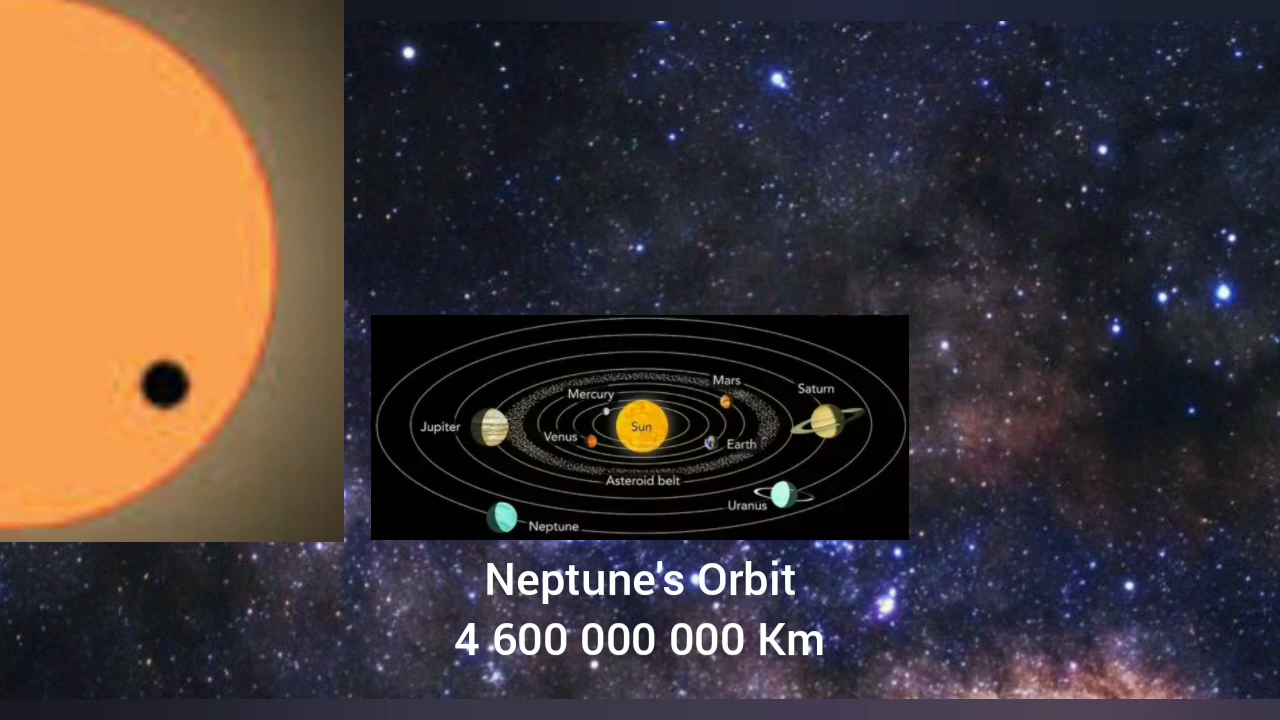 Mars
Mercury
Saturn
Jupiter
Sun
Venus
Earth
Asteroid belt
Uranus
Neptune
Neptune's Orbit
4 600 000 000 Km